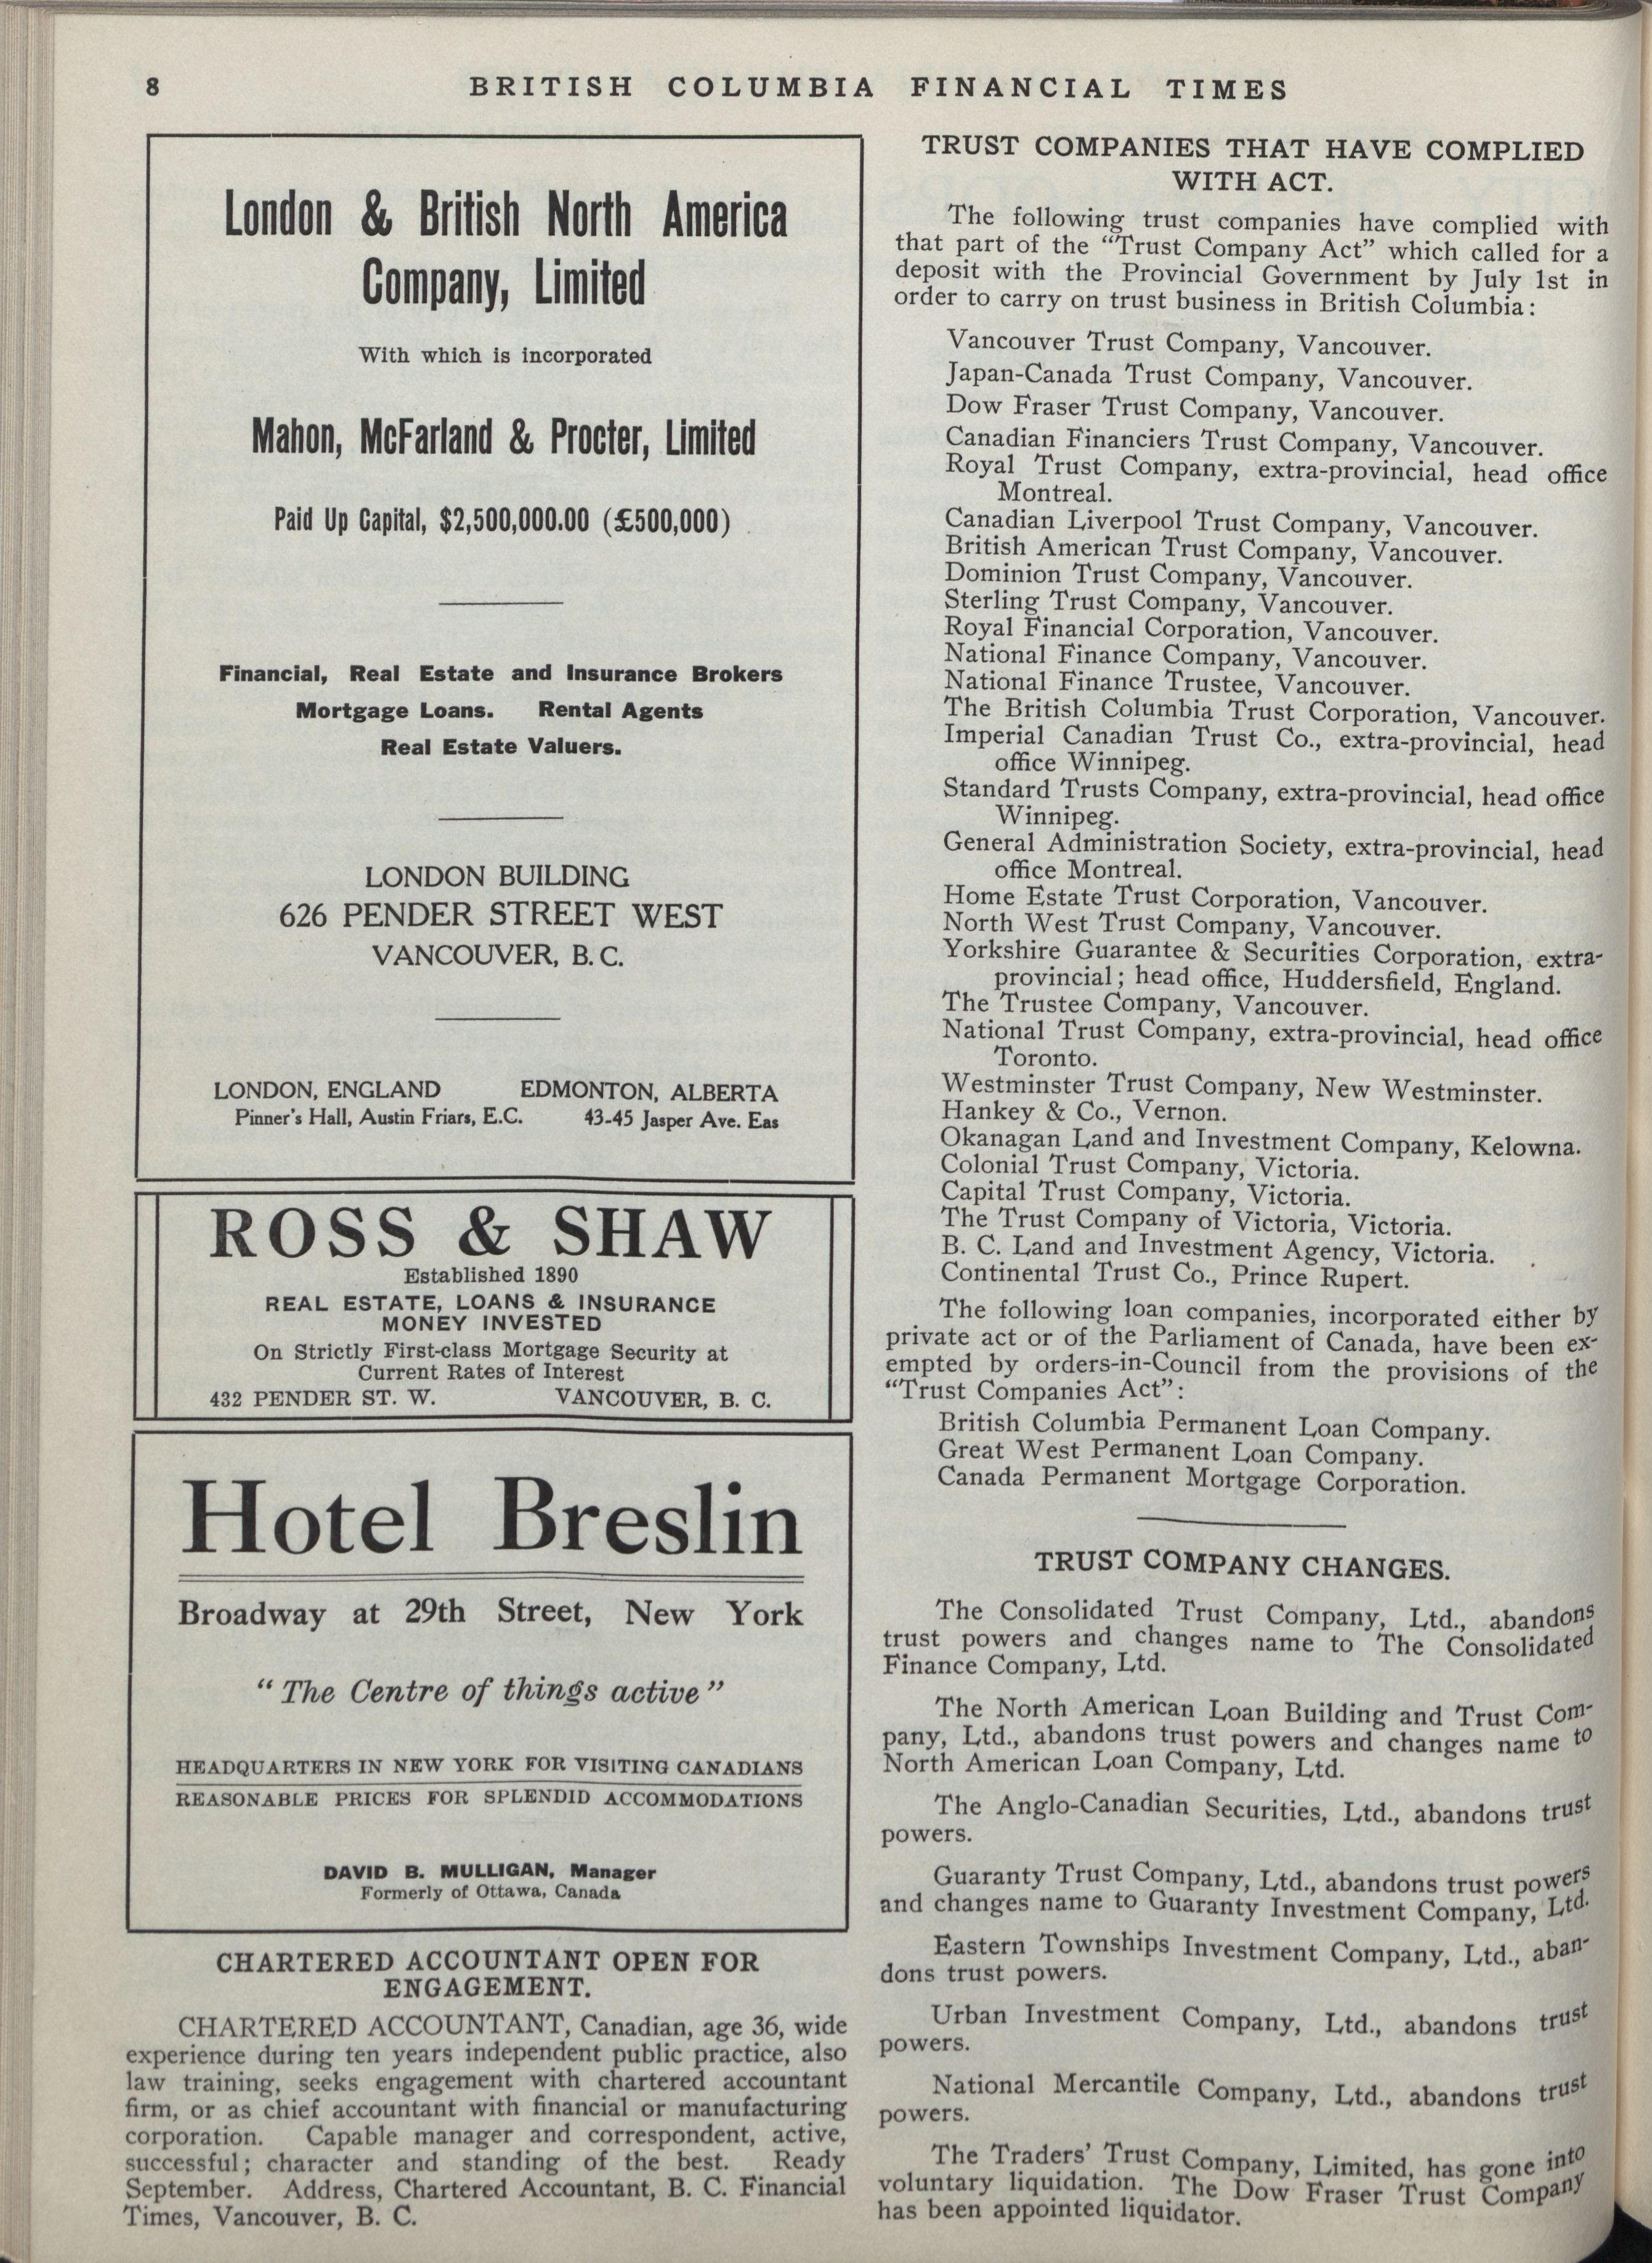 8
BRITISH COLUMBIA FINANCIAL TIMES
London & British North America
Company, Limited
With which is incorporated
Mahon, McFarland & Procter, Limited
Paid Up Capital, $2,500,000.00 (£500,000)
Financial, Real Estate and Insurance Brokers
Mortgage Loans. Rental Agents
Real Estate Valuers.
LONDON BUILDING
626 PENDER STREET WEST
VANCOUVER, B. C.
LONDON, ENGLAND EDMONTON, ALBERTA
Pinner's Hall, Austin Friars, E.C. 43-45 Jasper Ave. Eas
ROSS & SHAW
Established 1890
REAL ESTATE, LOANS & INSURANCE
MONEY INVESTED
On Strictly First-class Mortgage Security at
Current Rates of Interest
432 PENDER ST. W. VANCOUVER, B. C.
Hotel Breslin
Broadway at 29th Street, New York
"The Centre of things active"
HEADQUARTERS IN NEW YORK FOR VISITING CANADIANS
REASONABLE PRICES FOR SPLENDID ACCOMMODATIONS
DAVID B. MULLIGAN, Manager
Formerly of Ottawa, Canada
CHARTERED ACCOUNTANT OPEN FOR
ENGAGEMENT.
CHARTERED ACCOUNTANT, Canadian, age 36, wide
experience during ten years independent public practice, also
law training, seeks engagement with chartered accountant
firm, or as chief accountant with financial or manufacturing
corporation. Capable manager and correspondent, active,
successful; character and standing of the best. Ready
September. Address, Chartered Accountant, B. C. Financial
Times, Vancouver, B. C.
TRUST COMPANIES THAT HAVE COMPLIED
WITH ACT.
The following trust companies have complied with
that part of the "Trust Company Act" which called for a
deposit with the Provincial Government by July 1st in
order to carry on trust business in British Columbia:
Vancouver Trust Company, Vancouver.
Japan-Canada Trust Company, Vancouver.
Dow Fraser Trust Company, Vancouver.
Canadian Financiers Trust Company, Vancouver.
Royal Trust Company, extra-provincial, head office
Montreal.
Canadian Liverpool Trust Company, Vancouver.
British American Trust Company, Vancouver.
Dominion Trust Company, Vancouver.
Sterling Trust Company, Vancouver.
Royal Financial Corporation, Vancouver.
National Finance Company, Vancouver.
National Finance Trustee, Vancouver.
The British Columbia Trust Corporation, Vancouver.
Imperial Canadian Trust Co., extra-provincial, head
office Winnipeg.
Standard Trusts Company, extra-provincial, head office
Winnipeg.
General Administration Society, extra-provincial, head
office Montreal.
Home Estate Trust Corporation, Vancouver.
North West Trust Company, Vancouver.
Yorkshire Guarantee & Securities Corporation, extra-
provincial; head office, Huddersfield, England.
The Trustee Company, Vancouver.
National Trust Company, extra-provincial, head office
Toronto.
Westminster Trust Company, New Westminster.
Hankey & Co., Vernon.
Okanagan Land and Investment Company, Kelowna.
Colonial Trust Company, Victoria.
Capital Trust Company, Victoria.
The Trust Company of Victoria, Victoria.
B. C. Land and Investment Agency, Victoria.
Continental Trust Co., Prince Rupert.
The following loan companies, incorporated either by
private act or of the Parliament of Canada, have been ex-
empted by orders-in-Council from the provisions of the
"Trust Companies Act":
British Columbia Permanent Loan Company.
Great West Permanent Loan Company.
Canada Permanent Mortgage Corporation.
TRUST COMPANY CHANGES.
The Consolidated Trust Company, Ltd., abandons
trust powers and changes name to The Consolidated
Finance Company, Ltd.
The North American Loan Building and Trust Com-
pany, Ltd., abandons trust powers and changes name to
North American Loan Company, Ltd.
The Anglo-Canadian Securities, Ltd., abandons trust
powers.
Guaranty Trust Company, Ltd., abandons trust powers
and changes name to Guaranty Investment Company, Ltd.
Eastern Townships Investment Company, Ltd., aban-
dons trust powers.
Urban Investment Company, Ltd., abandons trust
powers.
National Mercantile Company, Ltd., abandons trust
powers.
The Traders' Trust Company, Limited, has gone into
voluntary liquidation. The Dow Fraser Trust Company
has been appointed liquidator.